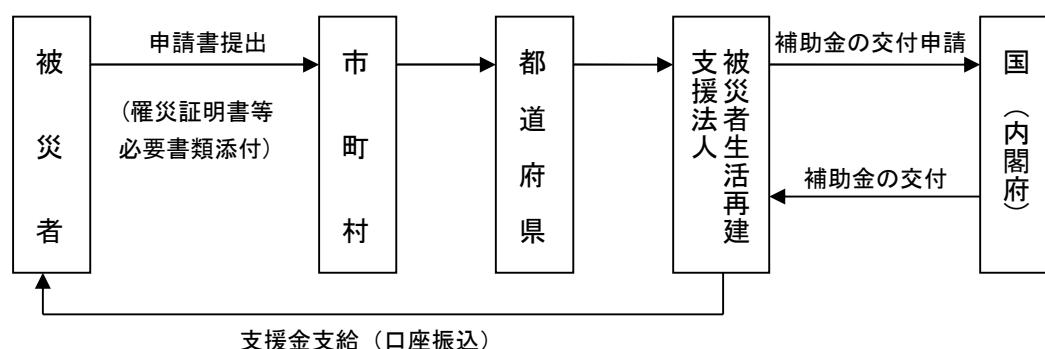 被災者
申請書提出
（罹災証明書等
必要書類添付）
市町村
都道府県
被災者生活再建
支援法人
補助金の交付申請
補助金の交付
国（内閣府）
支援金支給（口座振込）